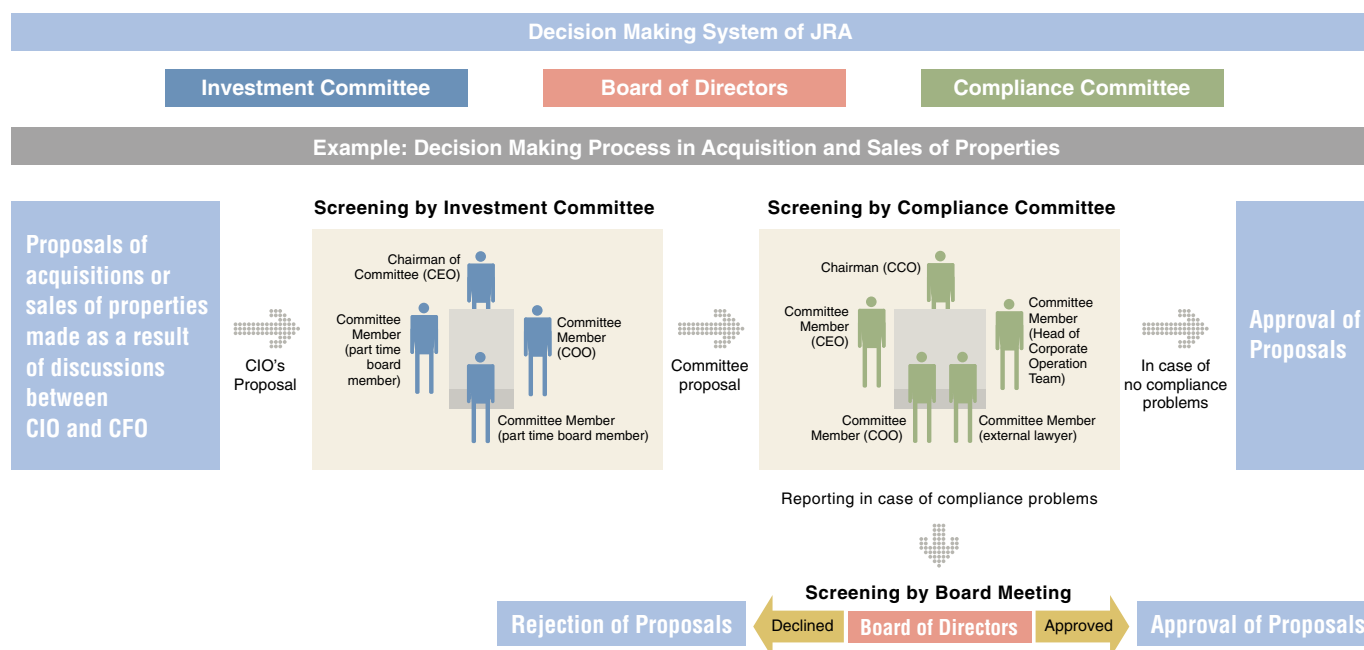 Decision Making System of JRA
Investment Committee
Board of Directors
Compliance Committee
Example: Decision Making Process in Acquisition and Sales of Properties
Proposals of
acquisitions or
sales of properties
made as a result
of discussions
between
CIO and CFO
CIO's
Proposal
Screening by Investment Committee
Chairman of
Committee (CEO)
Committee
Member
(part time
board
member)
Committee
Member
(COO)
Committee Member
(part time board member)
Committee
proposal
Screening by Compliance Committee
Chairman (CCO)
Committee
Member
(CEO)
Committee
Member
(Head of
Corporate
Operation
Team)
Committee
Member (COO)
Committee Member
(external lawyer)
In case of
no compliance
problems
Approval of
Proposals
Reporting in case of compliance problems
Screening by Board Meeting
Rejection of Proposals
Declined
Board of Directors
Approved
Approval of Proposals